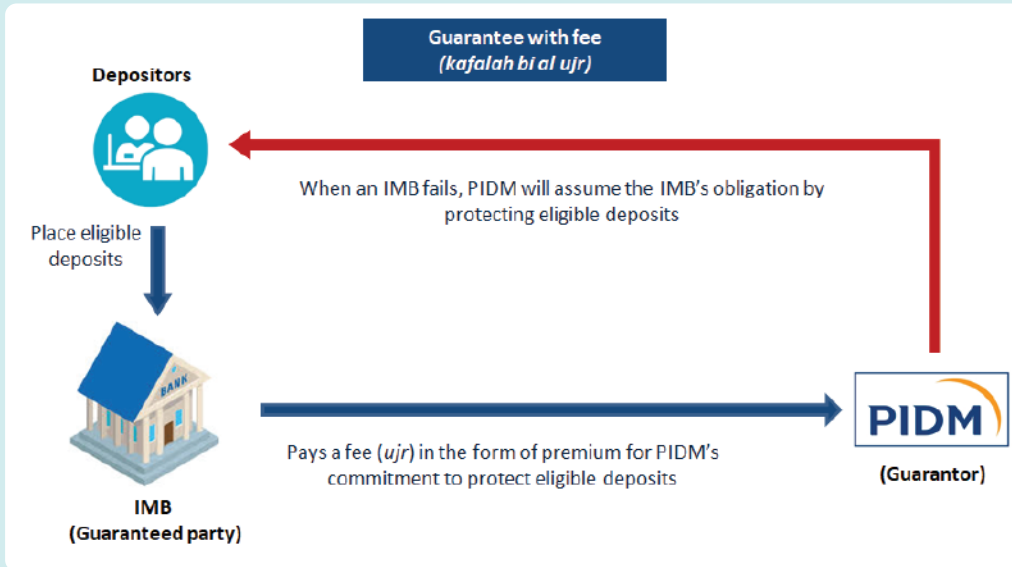 Guarantee with fee
(kafalah bi al ujr)
Depositors
When an IMB fails, PIDM will assume the IMB's obligation by
protecting eligible deposits
Place eligible
deposits
BANK
PIDM
Pays a fee (ujr) in the form of premium for PIDM's
commitment to protect eligible deposits
(Guarantor)
IMB
(Guaranteed party)